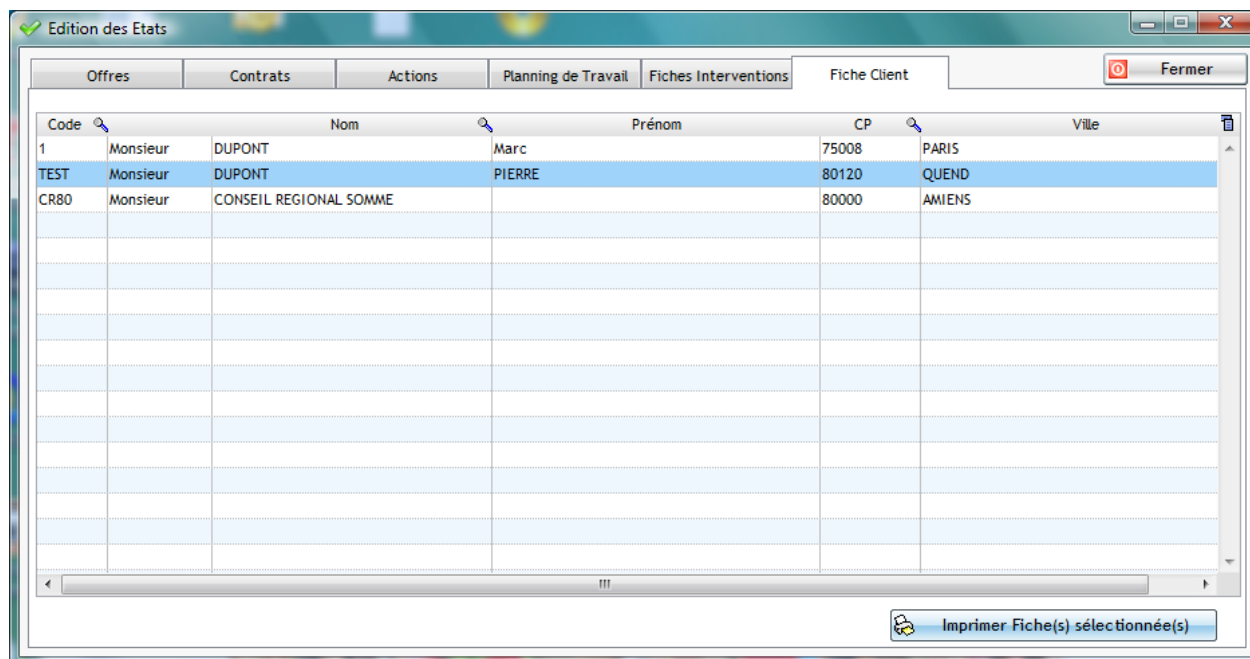 Edition des Etats
Offres Contrats Actions Planning de Travail Fiches Interventions Fiche Client Fermer
Code Nom Prénom CP Ville
1 Monsieur DUPONT Marc 75008 PARIS
TEST Monsieur DUPONT PIERRE 80120 QUEND
CR80 Monsieur CONSEIL REGIONAL SOMME 80000 AMIENS
Imprimer Fiche(s) sélectionnée(s)